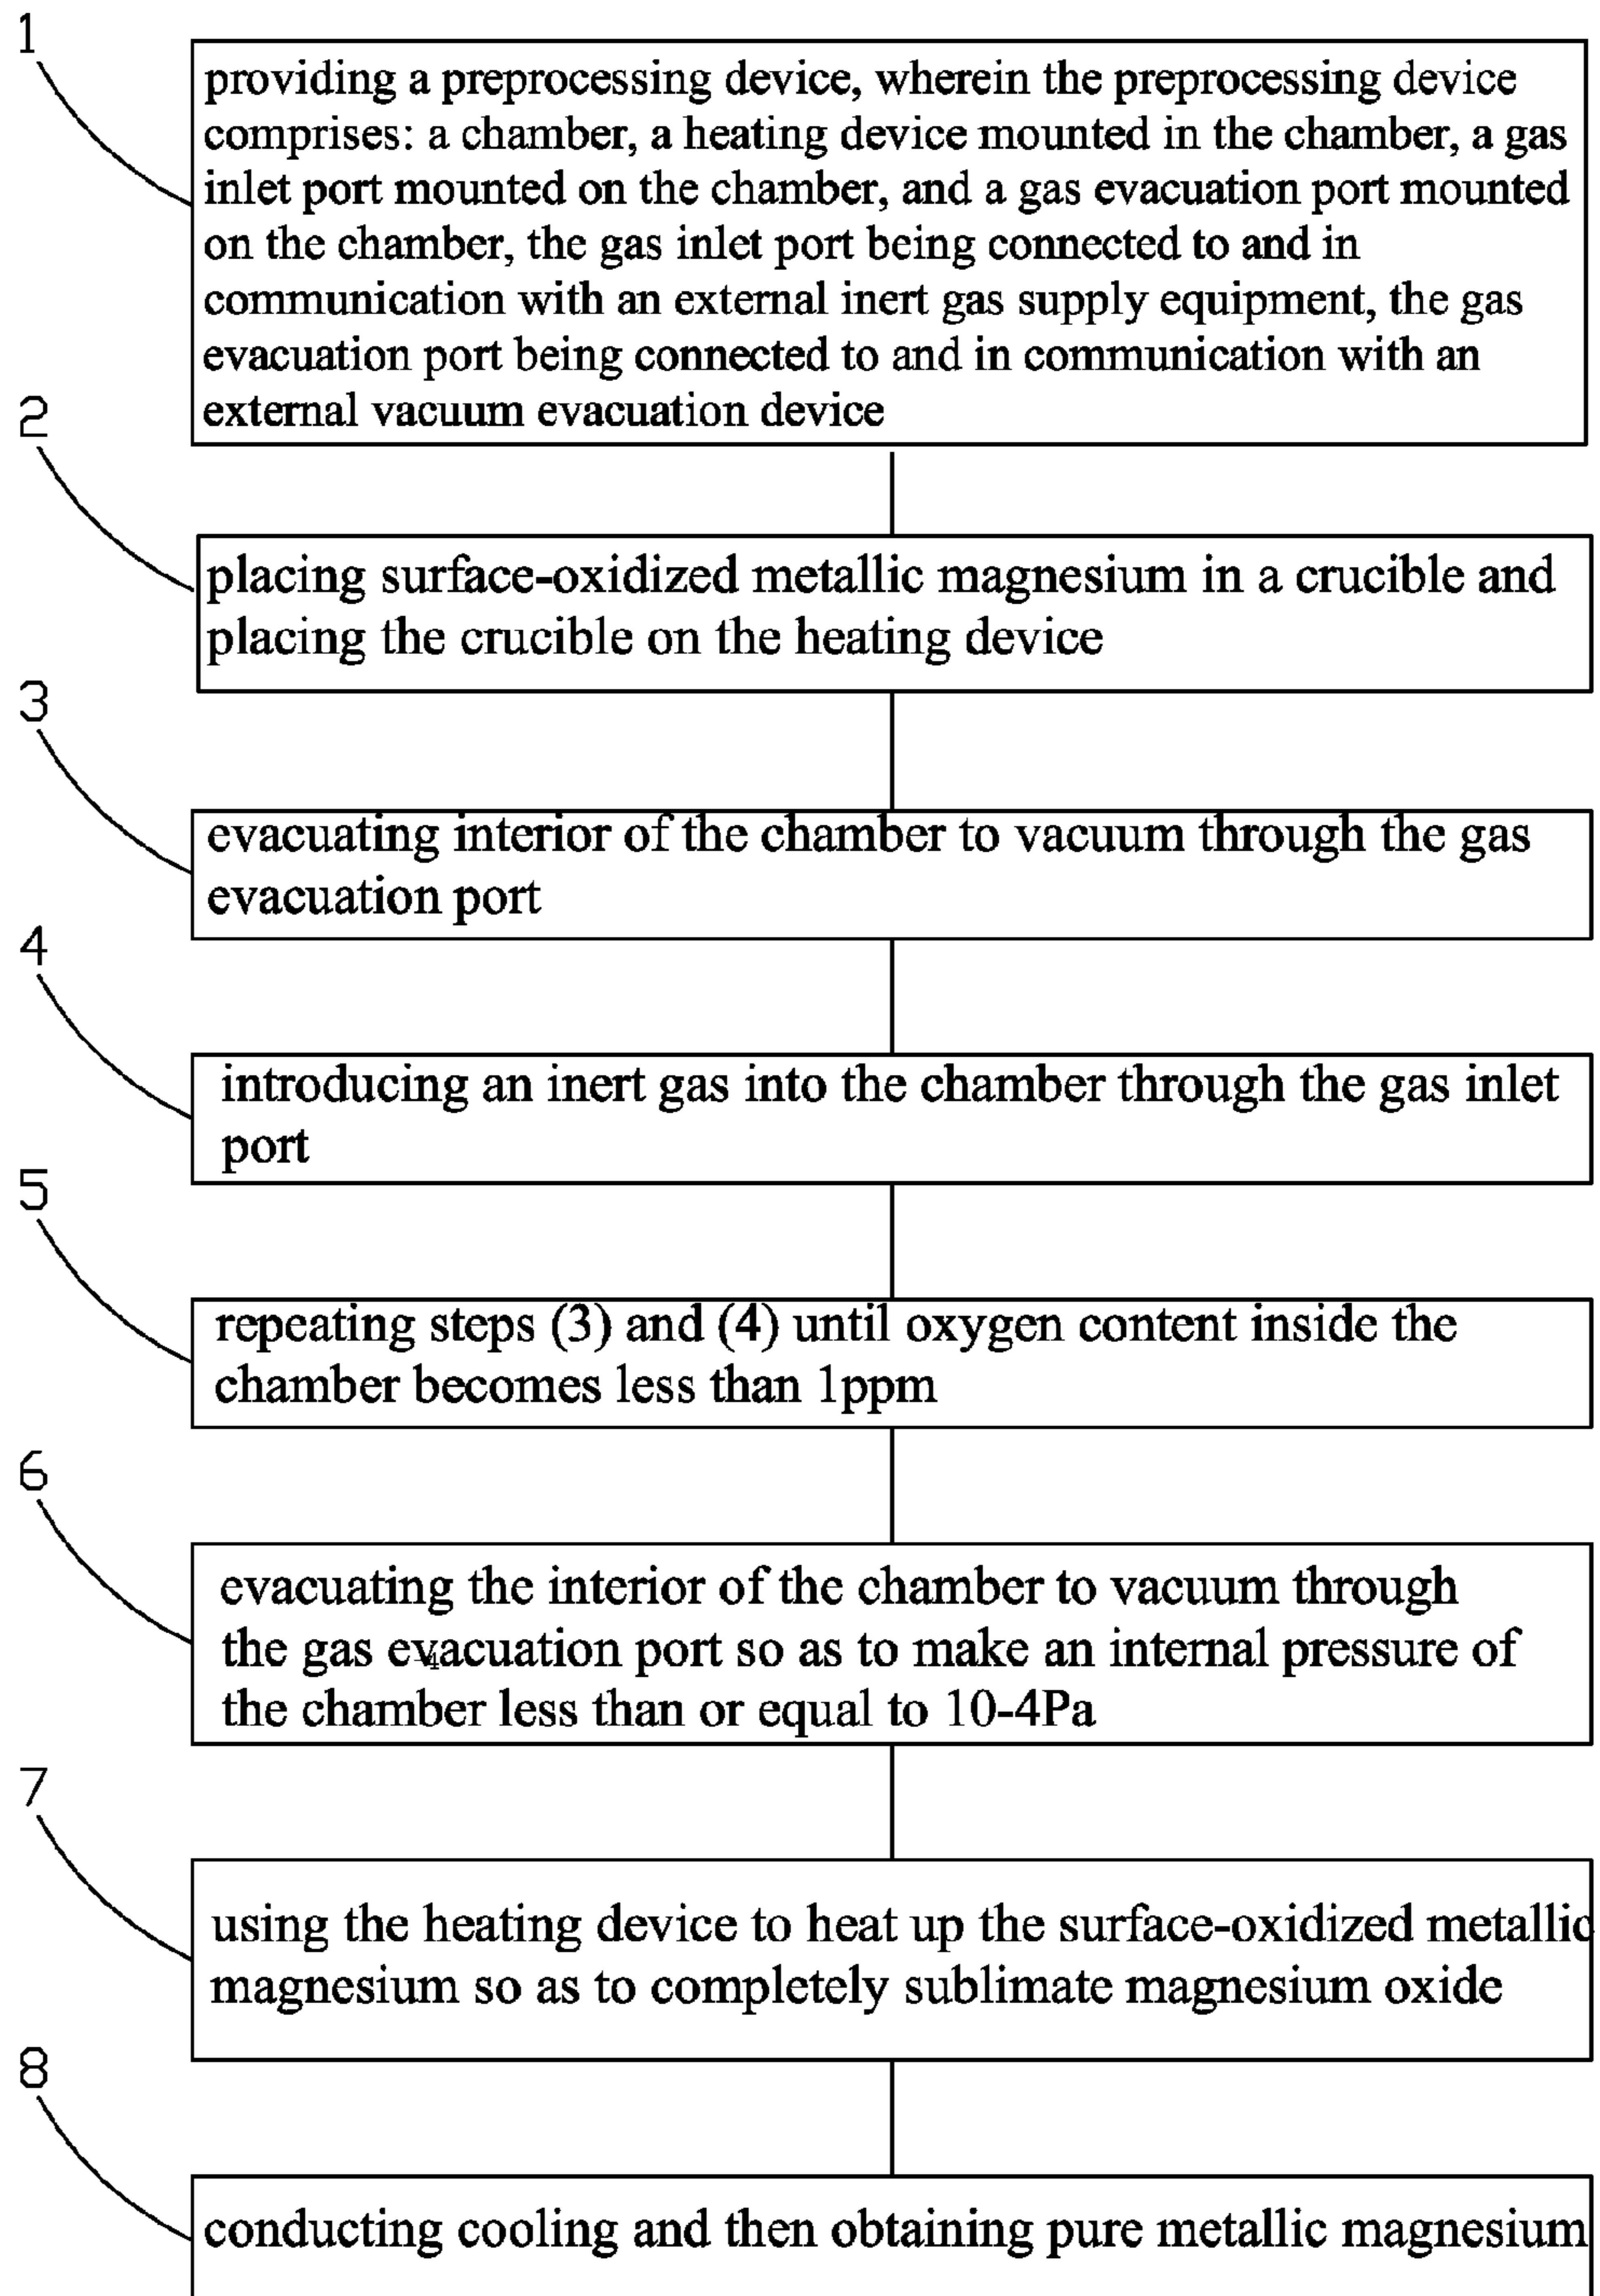 1
providing a preprocessing device, wherein the preprocessing device
comprises: a chamber, a heating device mounted in the chamber, a gas
inlet port mounted on the chamber, and a gas evacuation port mounted
on the chamber, the gas inlet port being connected to and in
communication with an external inert gas supply equipment, the gas
evacuation port being connected to and in communication with an
external vacuum evacuation device
2
placing surface-oxidized metallic magnesium in a crucible and
placing the crucible on the heating device
3
evacuating interior of the chamber to vacuum through the gas
evacuation port
4
introducing an inert gas into the chamber through the gas inlet
port
5
repeating steps (3) and (4) until oxygen content inside the
chamber becomes less than 1ppm
6
evacuating the interior of the chamber to vacuum through
the gas evacuation port so as to make an internal pressure of
-4
the chamber less than or equal to 10-4Pa
7
using the heating device to heat up the surface-oxidized metallic
magnesium so as to completely sublimate magnesium oxide
8
conducting cooling and then obtaining pure metallic magnesium